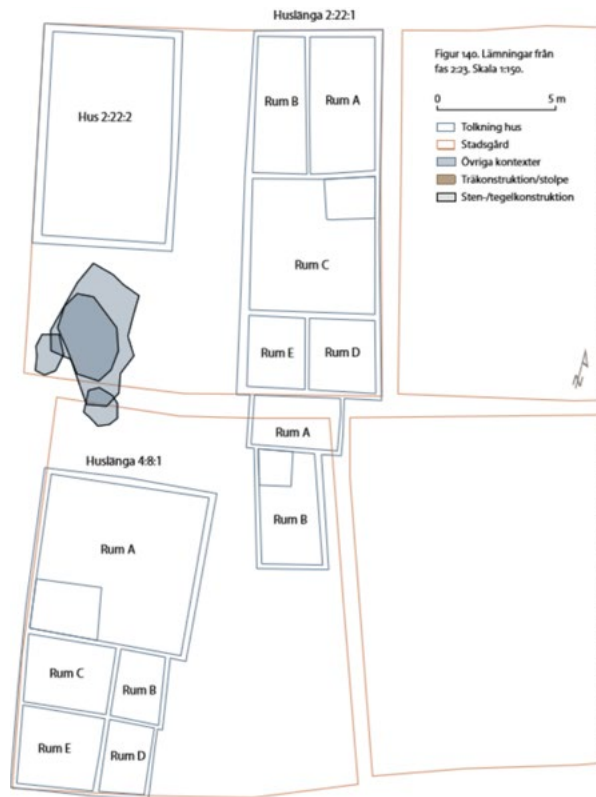 Huslänga 2:22:1
Figur 140. Lämningar från
fas 2:23. Skala 1:150.
0 5 m
Tolkning hus
Stadsgård
Övriga kontexter
Träkonstruktion/stolpe
Sten-/tegelkonstruktion
Hus 2:22:2
Rum B
Rum A
Rum C
Rum E
Rum D
Rum A
Rum B
Huslänga 4:8:1
Rum A
Rum C
Rum B
Rum E
Rum D
N